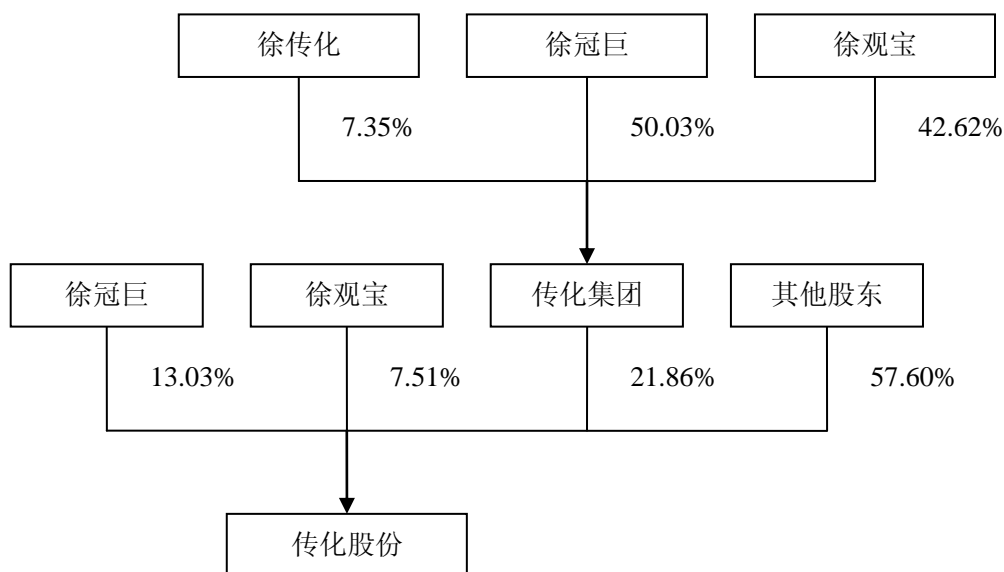 徐传化 徐冠巨 徐观宝
7.35% 50.03% 42.62%
徐冠巨 徐观宝 传化集团 其他股东
13.03% 7.51% 21.86% 57.60%
传化股份